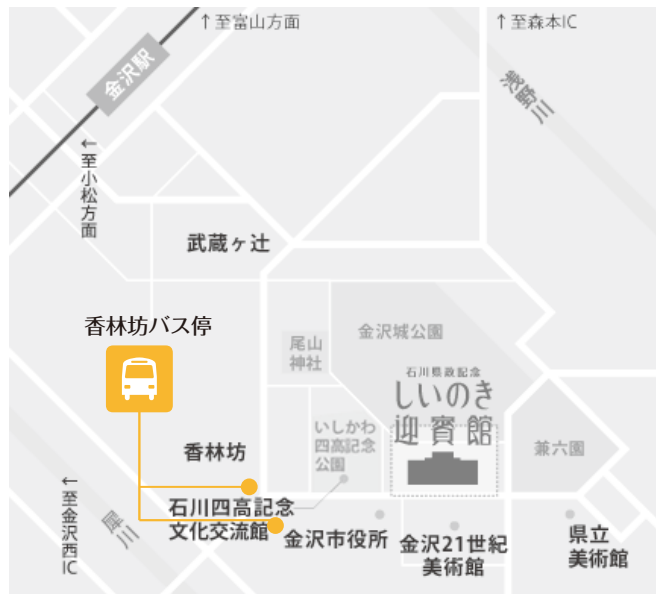 ↑至富山方面
↑至森本IC
金沢駅
浅野川
←至小松方面
武蔵ヶ辻
香林坊バス停
尾山
神社
金沢城公園
石川県政記念
しいのき
迎賓館
いしかわ
四高記念
公園
兼六園
香林坊
←至金沢西IC
犀川
石川四高記念
文化交流館
金沢市役所
金沢21世紀
美術館
県立
美術館